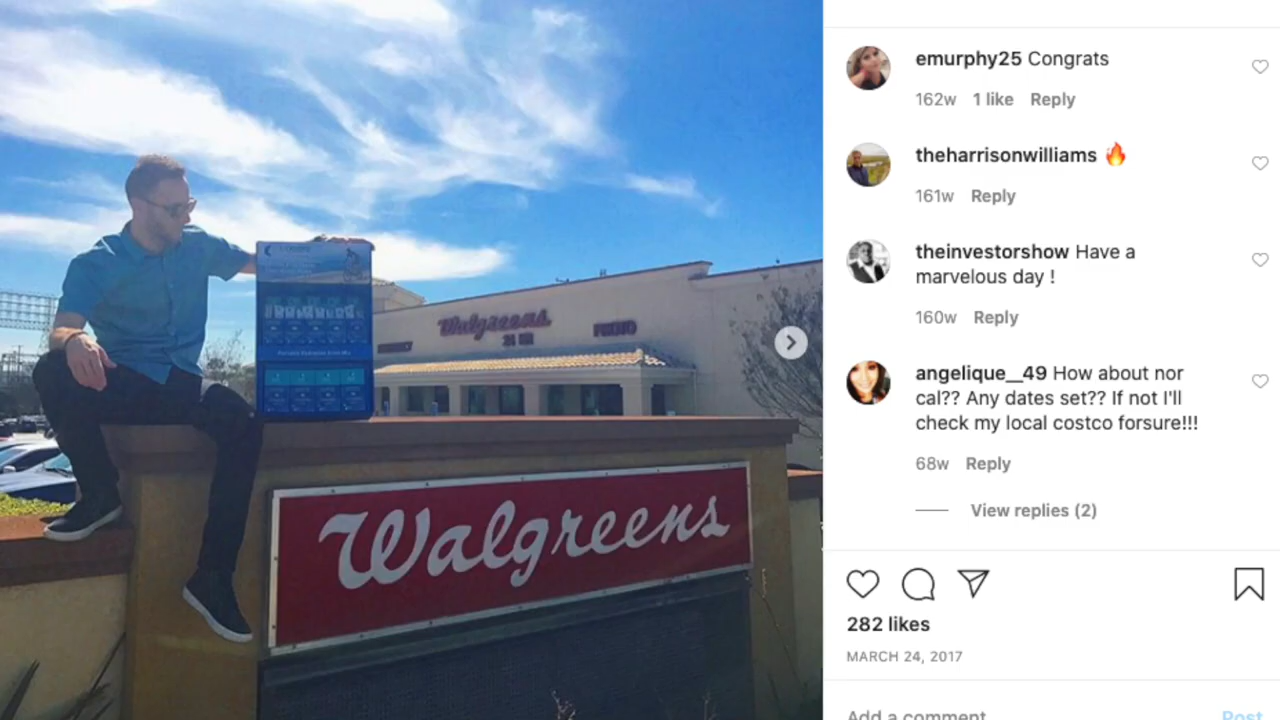 Walgreens
24 HR
PHOTO
Walgreens
emurphy25 Congrats
162w 1 like Reply
theharrisonwilliams 🔥
161w Reply
theinvestorshow Have a
marvelous day !
160w Reply
angelique__49 How about nor
cal?? Any dates set?? If not I'll
check my local costco forsure!!!
68w Reply
View replies (2)
282 likes
MARCH 24, 2017
Add a comment
Post